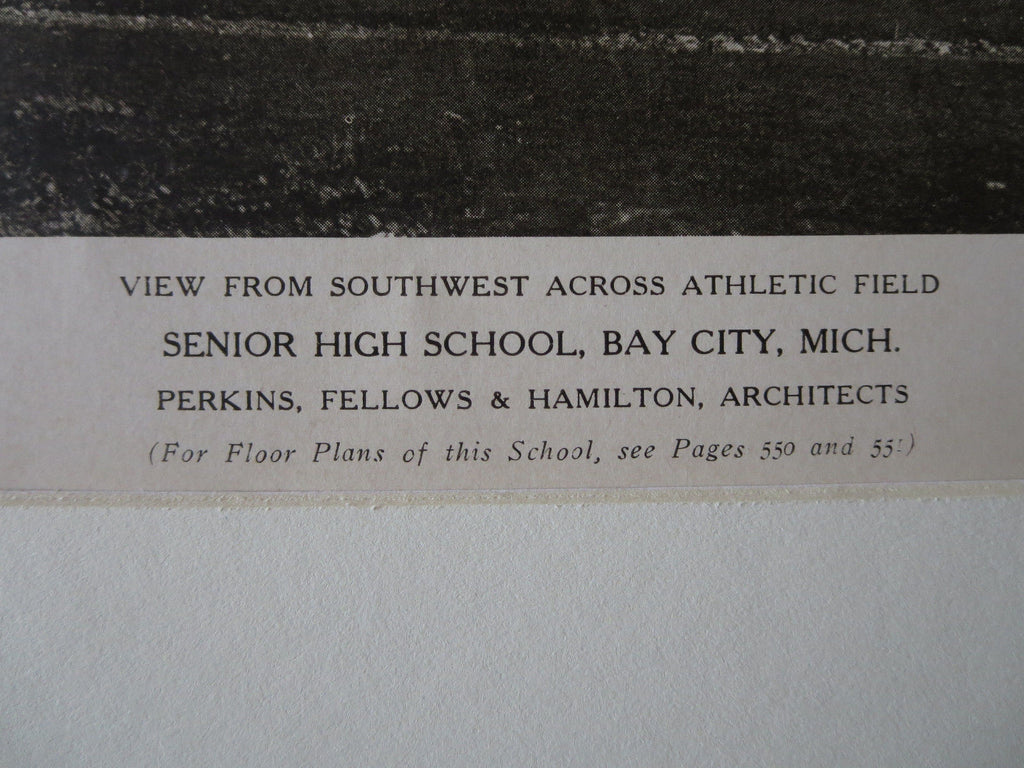 VIEW FROM SOUTHWEST ACROSS ATHLETIC FIELD
SENIOR HIGH SCHOOL, BAY CITY, MICH.
PERKINS, FELLOWS & HAMILTON, ARCHITECTS
(For Floor Plans of this School, see Pages 550 and 551)